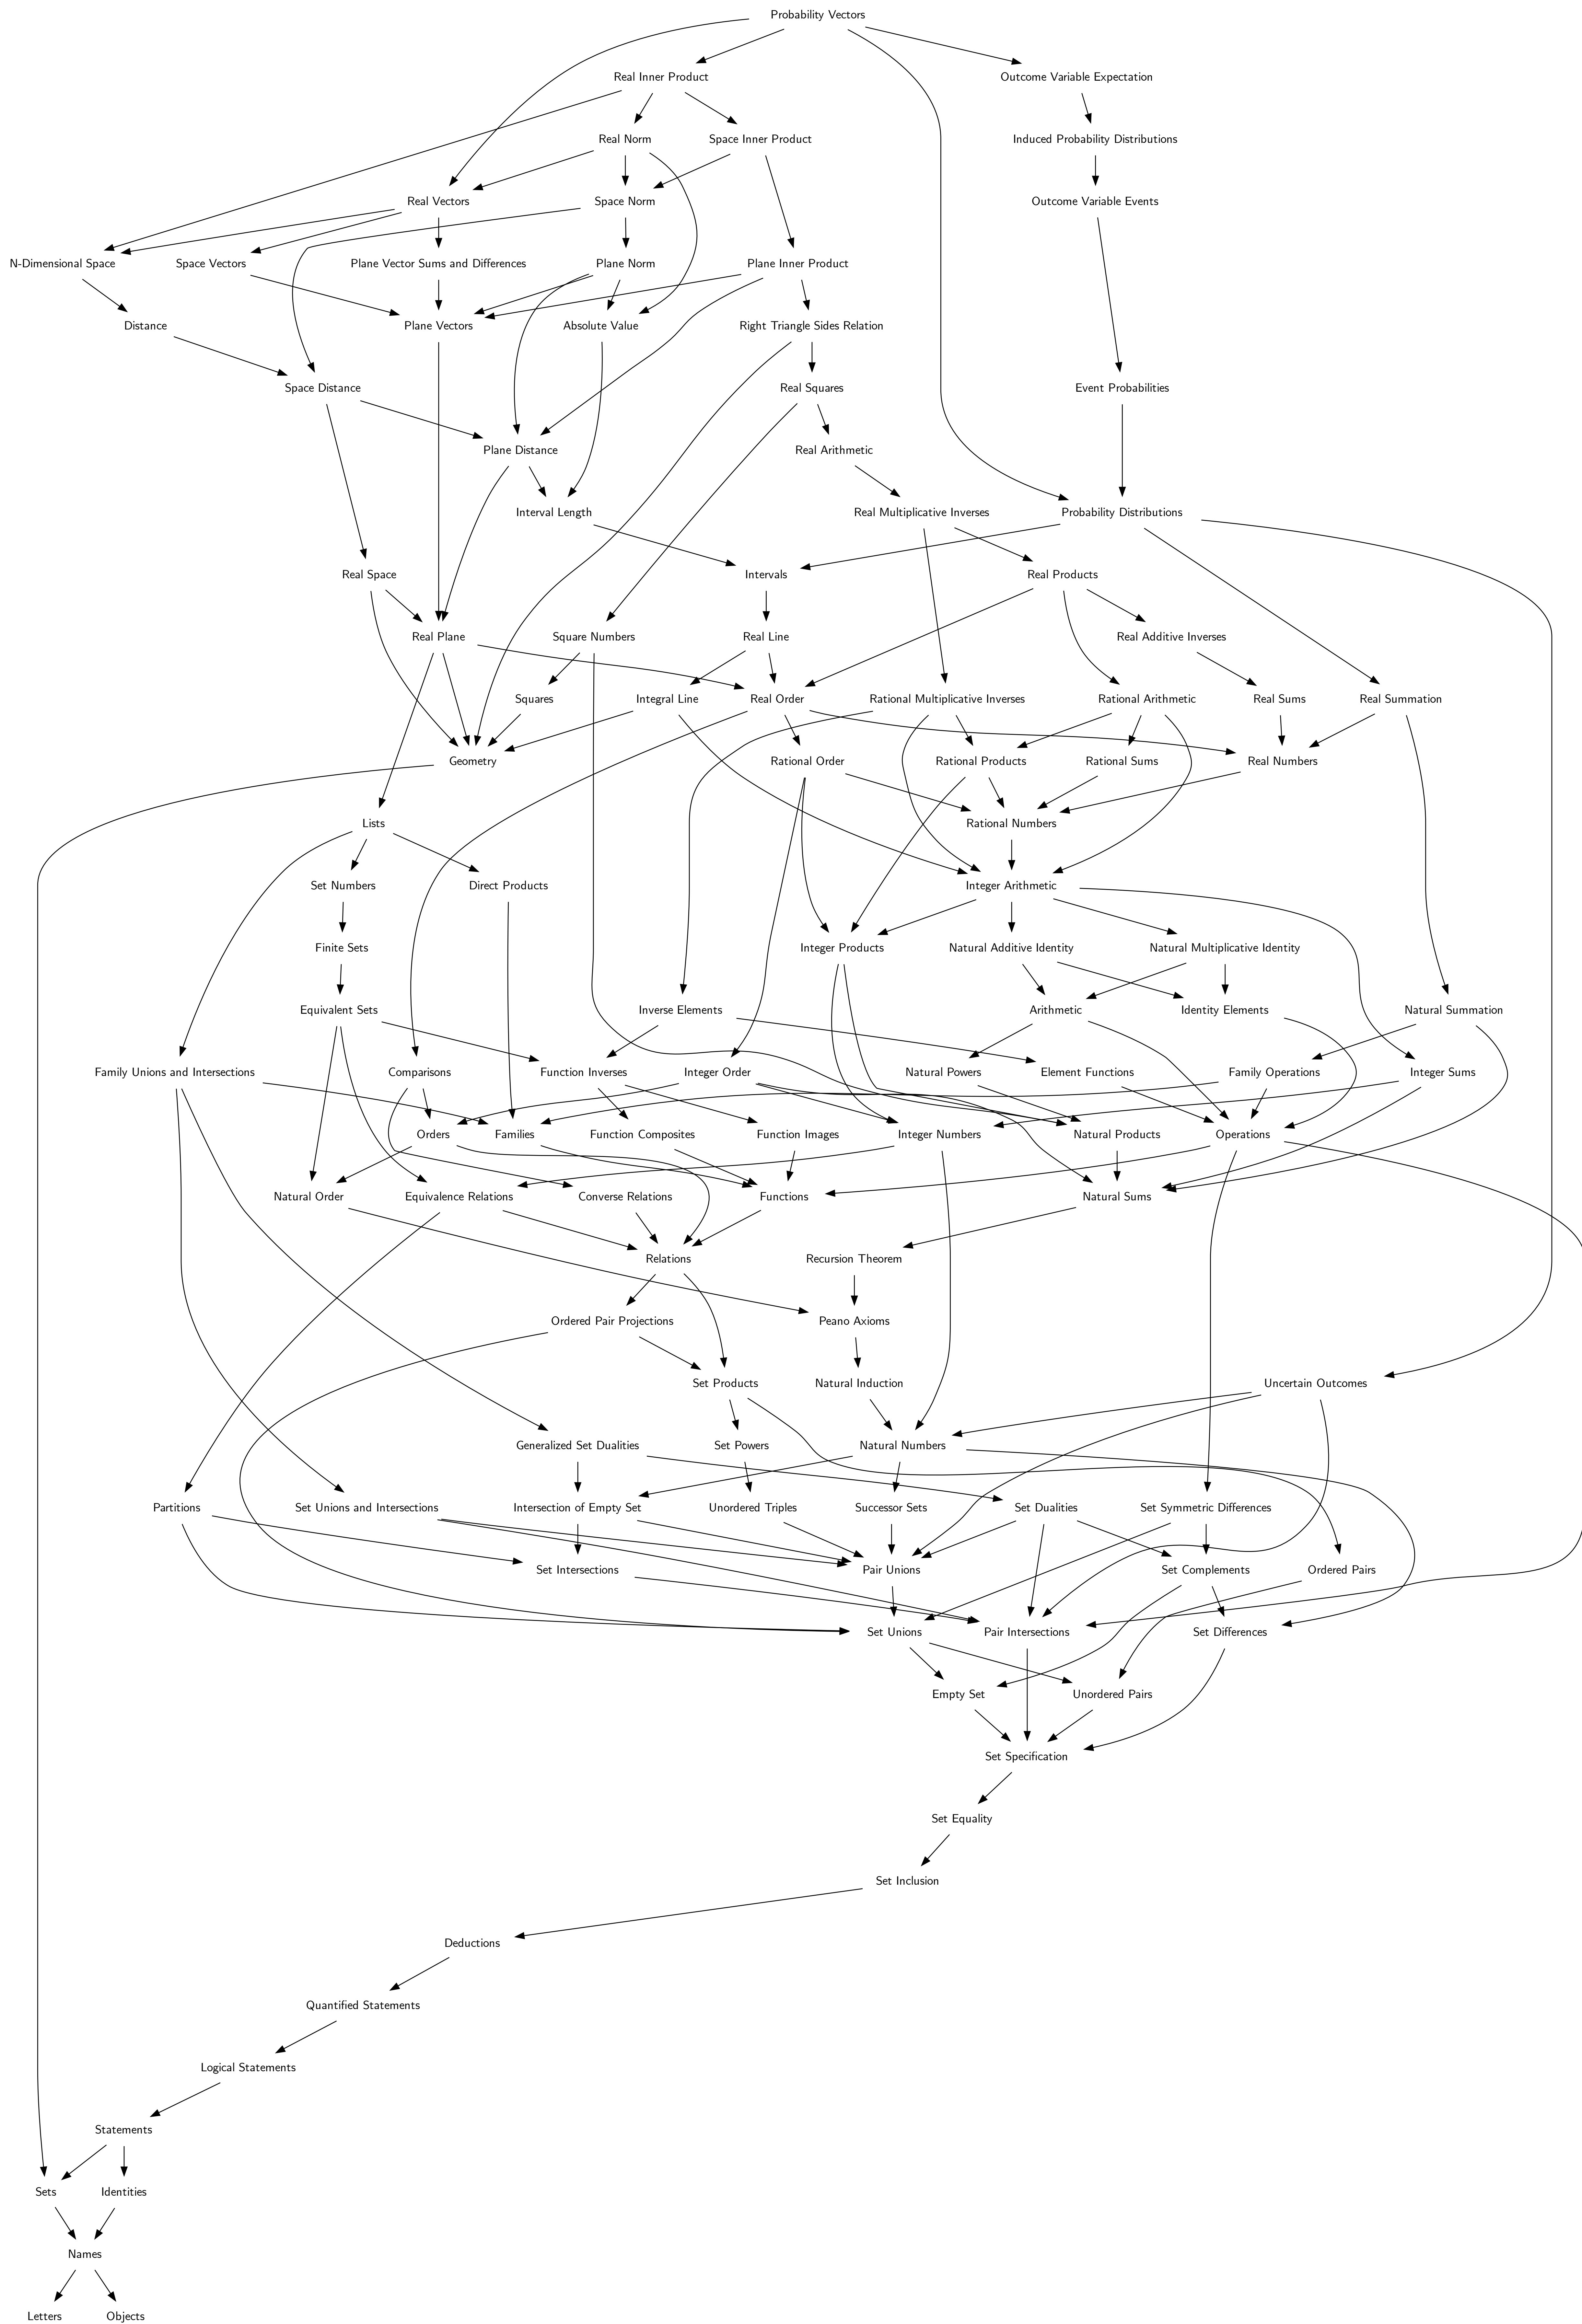 Probability Vectors
Real Inner Product
Outcome Variable Expectation
Real Norm
Space Inner Product
Induced Probability Distributions
Real Vectors
Space Norm
Outcome Variable Events
N-Dimensional Space
Space Vectors
Plane Vector Sums and Differences
Plane Norm
Plane Inner Product
Distance
Plane Vectors
Absolute Value
Right Triangle Sides Relation
Space Distance
Real Squares
Event Probabilities
Plane Distance
Real Arithmetic
Interval Length
Real Multiplicative Inverses
Probability Distributions
Real Space
Intervals
Real Products
Real Plane
Square Numbers
Real Line
Real Additive Inverses
Squares
Integral Line
Real Order
Rational Multiplicative Inverses
Rational Arithmetic
Real Sums
Real Summation
Geometry
Rational Order
Rational Products
Rational Sums
Real Numbers
Lists
Rational Numbers
Set Numbers
Direct Products
Integer Arithmetic
Finite Sets
Integer Products
Natural Additive Identity
Natural Multiplicative Identity
Equivalent Sets
Inverse Elements
Arithmetic
Identity Elements
Natural Summation
Family Unions and Intersections
Comparisons
Function Inverses
Integer Order
Natural Powers
Element Functions
Family Operations
Integer Sums
Orders
Families
Function Composites
Function Images
Integer Numbers
Natural Products
Operations
Natural Order
Equivalence Relations
Converse Relations
Functions
Natural Sums
Relations
Recursion Theorem
Ordered Pair Projections
Peano Axioms
Set Products
Natural Induction
Uncertain Outcomes
Generalized Set Dualities
Set Powers
Natural Numbers
Partitions
Set Unions and Intersections
Intersection of Empty Set
Unordered Triples
Successor Sets
Set Dualities
Set Symmetric Differences
Set Intersections
Pair Unions
Set Complements
Ordered Pairs
Set Unions
Pair Intersections
Set Differences
Empty Set
Unordered Pairs
Set Specification
Set Equality
Set Inclusion
Deductions
Quantified Statements
Logical Statements
Statements
Sets
Identities
Names
Letters
Objects